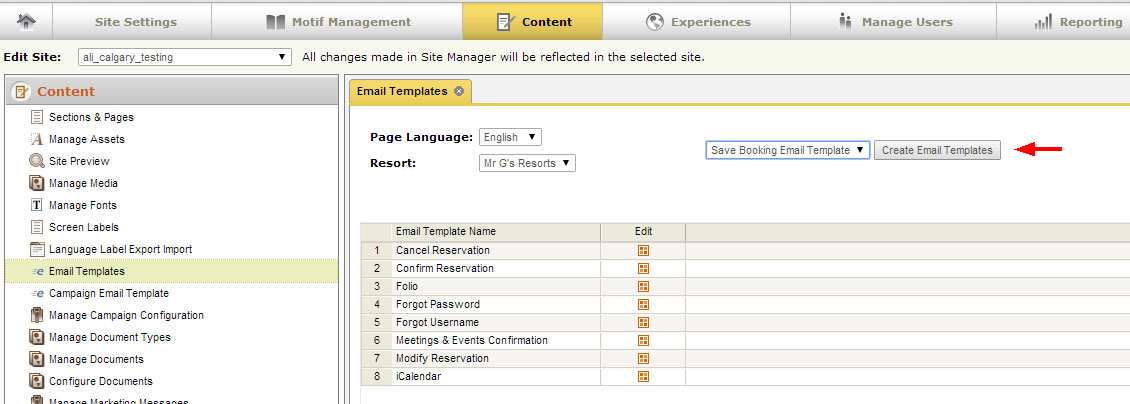 Site Settings Motif Management Content Experiences Manage Users Reporting
Edit Site: ali_calgary_testing All changes made in Site Manager will be reflected in the selected site.
Content
Sections & Pages
Manage Assets
Site Preview
Manage Media
Manage Fonts
Screen Labels
Language Label Export Import
Email Templates
Campaign Email Template
Manage Campaign Configuration
Manage Document Types
Manage Documents
Configure Documents
Manage Marketing Messages
Email Templates
Page Language: English
Save Booking Email Template Create Email Templates
Resort: Mr G's Resorts
Email Template Name Edit
1 Cancel Reservation
2 Confirm Reservation
3 Folio
4 Forgot Password
5 Forgot Username
6 Meetings & Events Confirmation
7 Modify Reservation
8 iCalendar